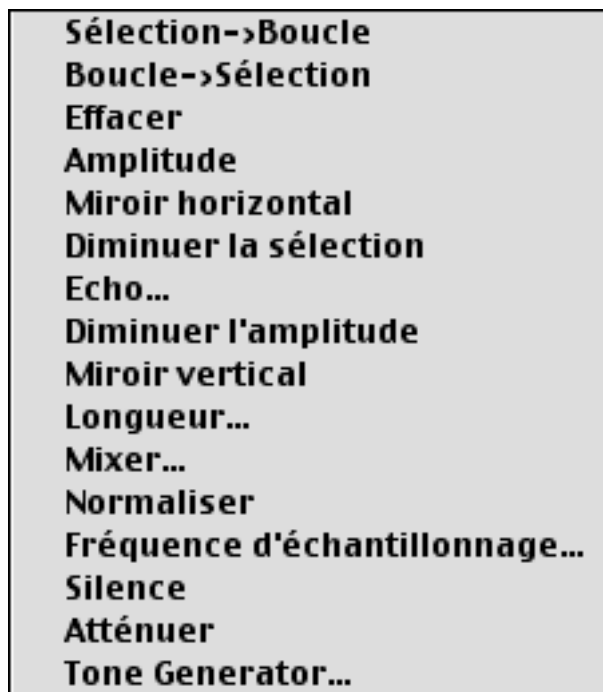 Sélection->Boucle
Boucle->Sélection
Effacer
Amplitude
Miroir horizontal
Diminuer la sélection
Echo...
Diminuer l'amplitude
Miroir vertical
Longueur...
Mixer...
Normaliser
Fréquence d'échantillonnage...
Silence
Atténuer
Tone Generator...